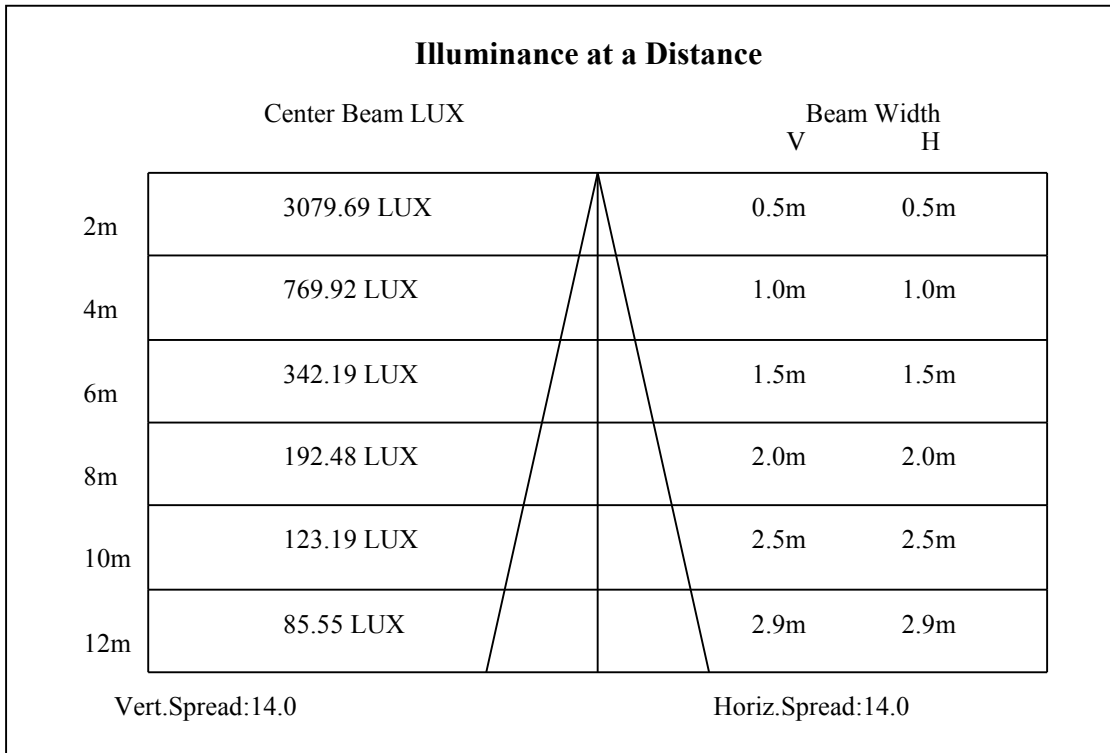 Illuminance at a Distance
Center Beam LUX Beam Width
V H
2m 3079.69 LUX 0.5m 0.5m
4m 769.92 LUX 1.0m 1.0m
6m 342.19 LUX 1.5m 1.5m
8m 192.48 LUX 2.0m 2.0m
10m 123.19 LUX 2.5m 2.5m
12m 85.55 LUX 2.9m 2.9m
Vert.Spread:14.0 Horiz.Spread:14.0